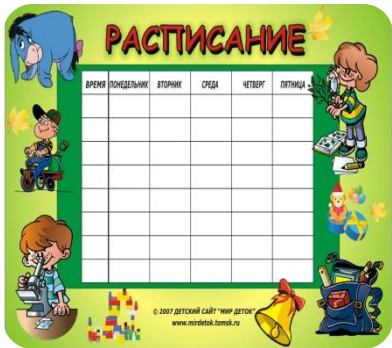 РАСПИСАНИЕ
ВРЕМЯ ПОНЕДЕЛЬНИК ВТОРНИК СРЕДА ЧЕТВЕРГ ПЯТНИЦА
© 2007 ДЕТСКИЙ САЙТ "МИР ДЕТОК"
www.mirdetok.tomsk.ru